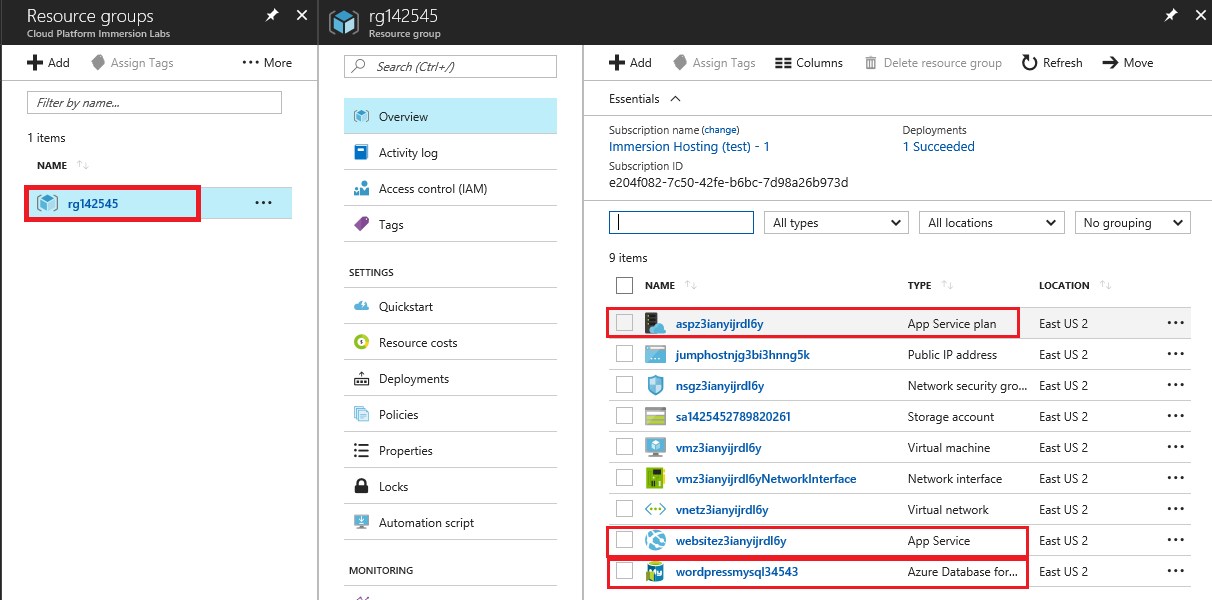 Resource groups
Cloud Platform Immersion Labs
Add
Assign Tags
More
Filter by name...
1 items
NAME
rg142545
rg142545
Resource group
Search (Ctrl+/)
Overview
Activity log
Access control (IAM)
Tags
SETTINGS
Quickstart
Resource costs
Deployments
Policies
Properties
Locks
Automation script
MONITORING
Add
Assign Tags
Columns
Delete resource group
Refresh
Move
Essentials
Subscription name (change)
Immersion Hosting (test) - 1
Deployments
1 Succeeded
Subscription ID
e204f082-7c50-42fe-b6bc-7d98a26b973d
All types
All locations
No grouping
9 items
NAME TYPE LOCATION
aspz3ianyijrdl6y App Service plan East US 2
jumphostnjg3bi3hnng5k Public IP address East US 2
nsgz3ianyijrdl6y Network security gro... East US 2
sa1425452789820261 Storage account East US 2
vmz3ianyijrdl6y Virtual machine East US 2
vmz3ianyijrdl6yNetworkInterface Network interface East US 2
vnetz3ianyijrdl6y Virtual network East US 2
websitez3ianyijrdl6y App Service East US 2
wordpressmysql34543 Azure Database for... East US 2